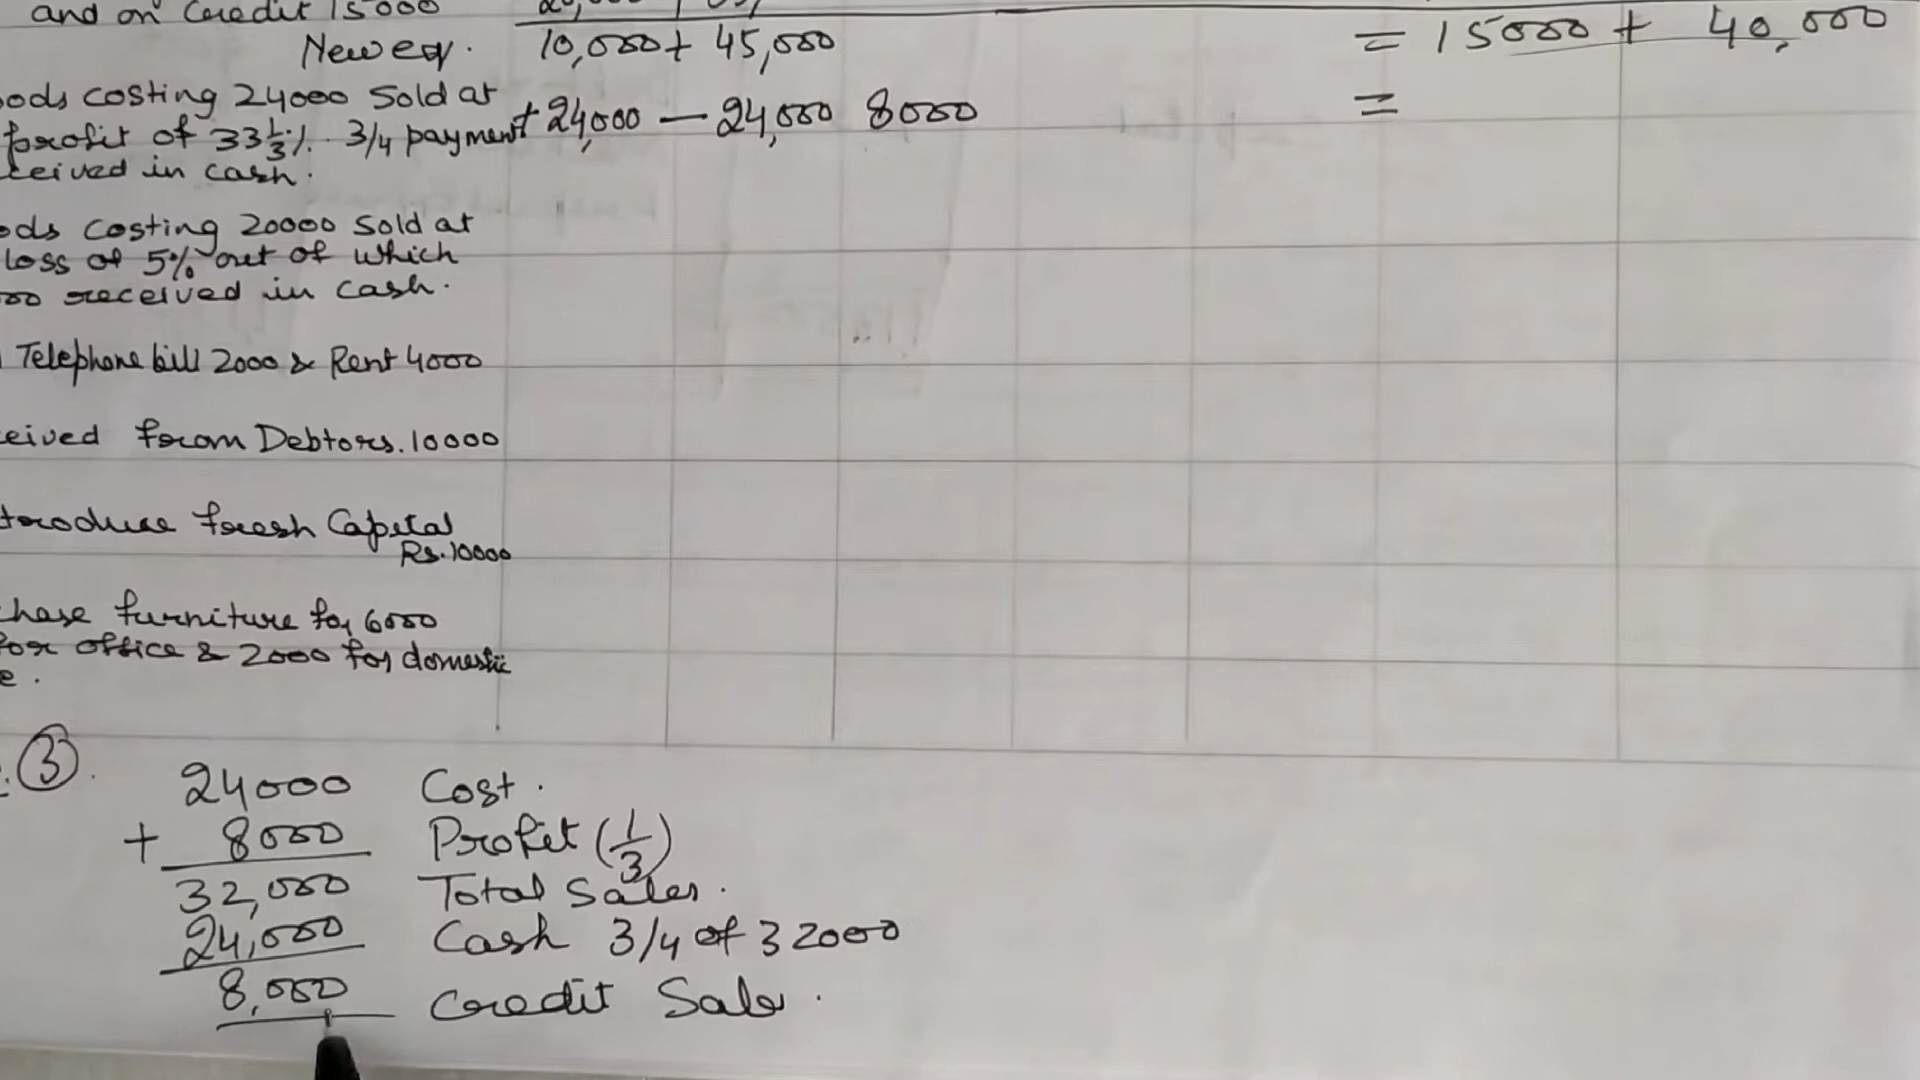 and on Credit 15000
= 15000 + 40,000
New eq. 10,000 + 45,000
ods costing 24000 Sold at
profit of 33 1/3 %. 3/4 payment + 24,000 — 24,000 8000 =
ceived in cash.
ods costing 20000 Sold at
loss of 5% out of which
00 received in cash.
Telephone bill 2000 & Rent 4000
ceived from Debtors. 10000
troduce fresh Capital
Rs. 10000
chase furniture for 6000
for office & 2000 for domestic
e.
③.
24000 Cost.
+ 8000 Profit (1/3)
32,000 Total Sales.
24,000 Cash 3/4 of 32000
8,000 Credit Sales.